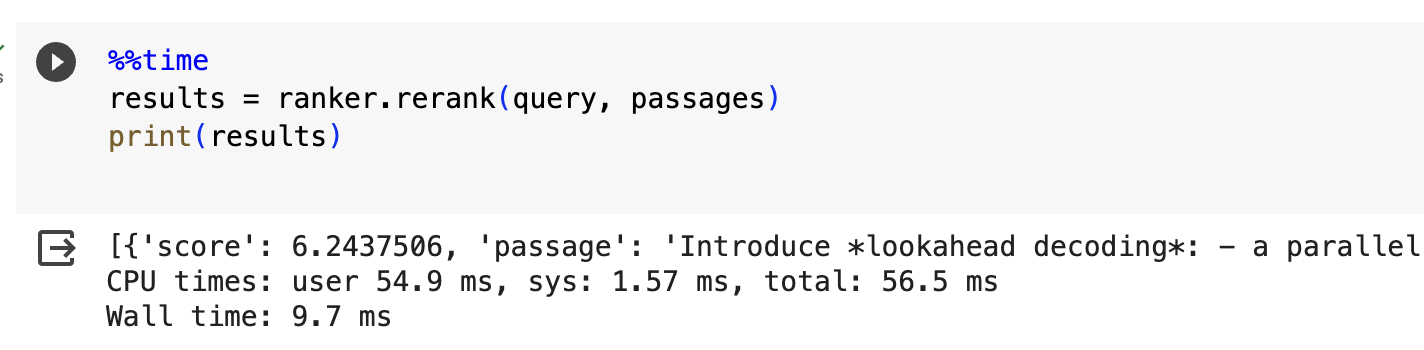 %%time
results = ranker.rerank(query, passages)
print(results)
[{'score': 6.2437506, 'passage': 'Introduce *lookahead decoding*: – a parallel
CPU times: user 54.9 ms, sys: 1.57 ms, total: 56.5 ms
Wall time: 9.7 ms